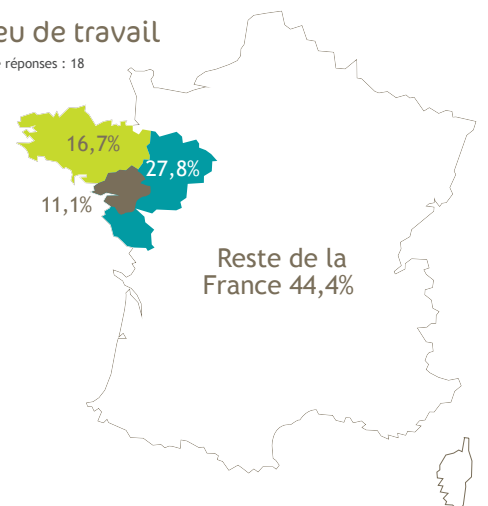 eu de travail
réponses : 18
16,7%
27,8%
11,1%
Reste de la
France 44,4%